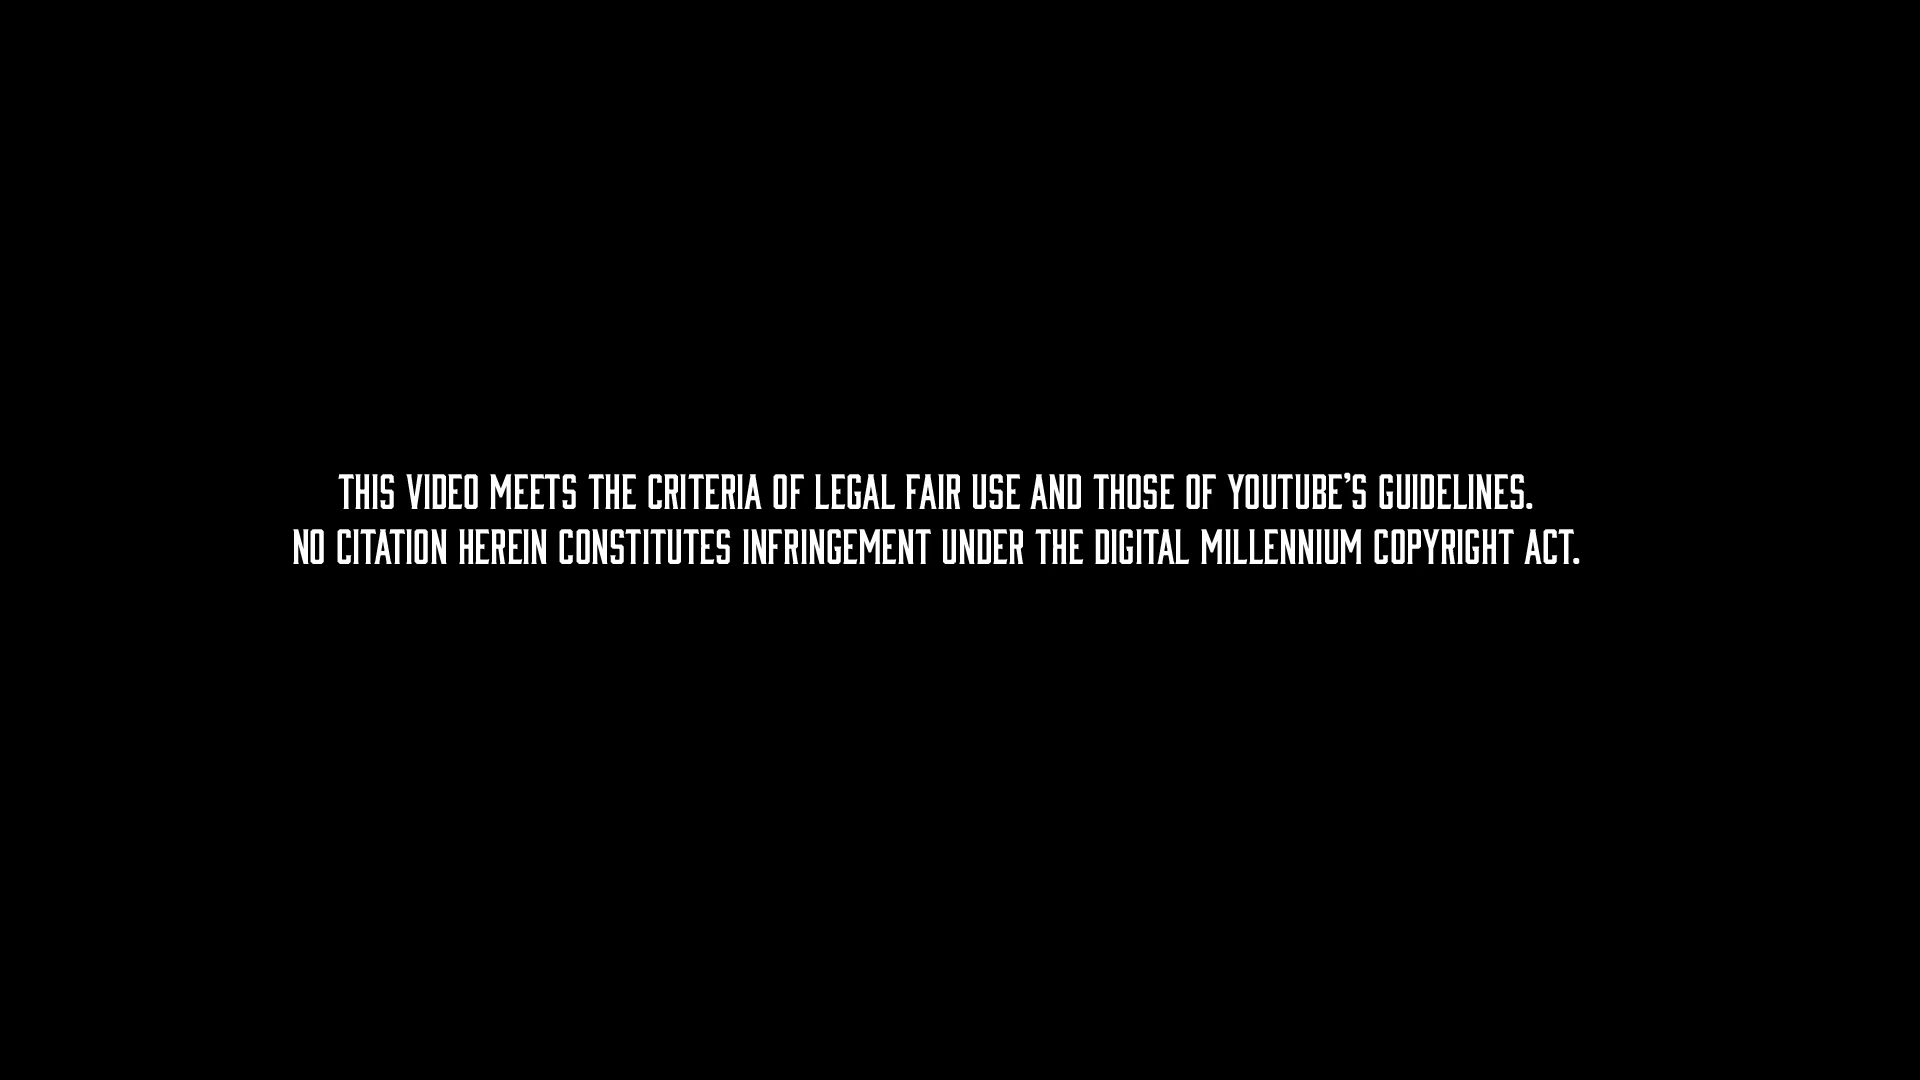 THIS VIDEO MEETS THE CRITERIA OF LEGAL FAIR USE AND THOSE OF YOUTUBE’S GUIDELINES.
NO CITATION HEREIN CONSTITUTES INFRINGEMENT UNDER THE DIGITAL MILLENNIUM COPYRIGHT ACT.